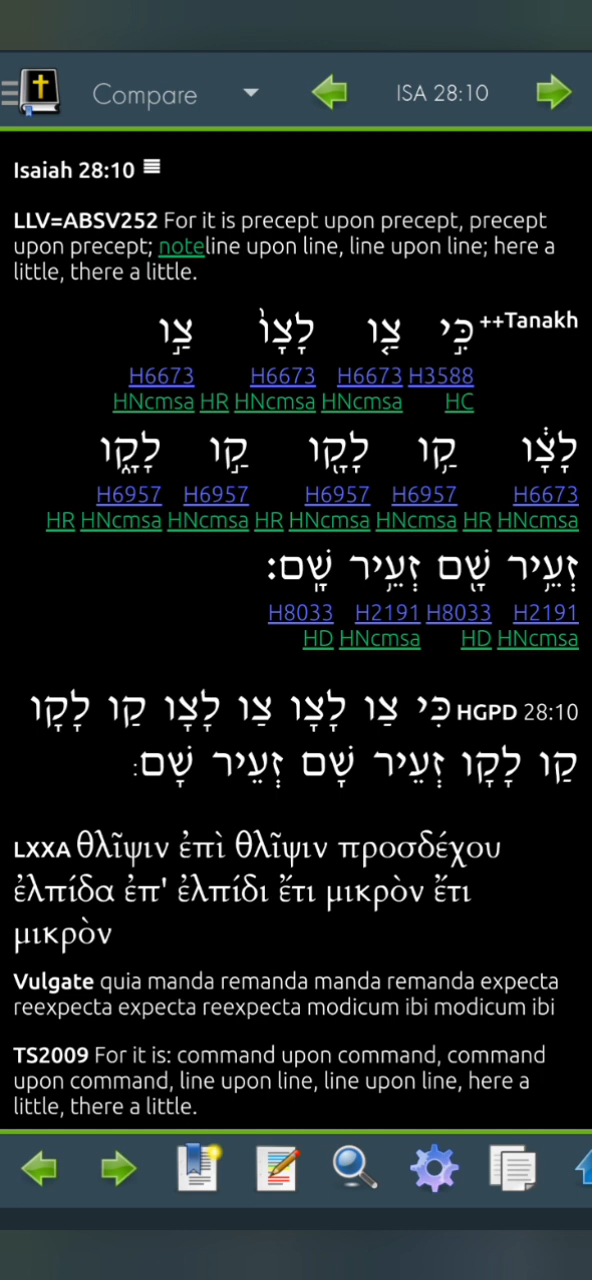 Compare
ISA 28:10
Isaiah 28:10
LLV=ABSV252 For it is precept upon precept, precept
upon precept; noteline upon line, line upon line; here a
little, there a little.
++Tanakh כִּ֣י צַ֤ו לָצָו֙ צַ֣ו
H6673 H6673 H6673 H3588
HNcmsa HR HNcmsa HNcmsa HC
לָצָ֔ו קַ֥ו לָקָ֖ו קַ֣ו לָקָ֑ו
H6957 H6957 H6957 H6957 H6673
HR HNcmsa HNcmsa HR HNcmsa HNcmsa HR HNcmsa
זְעֵ֥יר שָׁ֖ם זְעֵ֥יר שָֽׁם׃
H8033 H2191 H8033 H2191
HD HNcmsa HD HNcmsa
HGPD 28:10 כִּי צַו לָצָו צַו לָצָו קַו לָקָו
קַו לָקָו זְעֵיר שָׁם זְעֵיר שָׁם:
LXXA θλῖψιν ἐπὶ θλῖψιν προσδέχου
ἐλπίδα ἐπ' ἐλπίδι ἔτι μικρὸν ἔτι
μικρὸν
Vulgate quia manda remanda manda remanda expecta
reexpecta expecta reexpecta modicum ibi modicum ibi
TS2009 For it is: command upon command, command
upon command, line upon line, line upon line, here a
little, there a little.